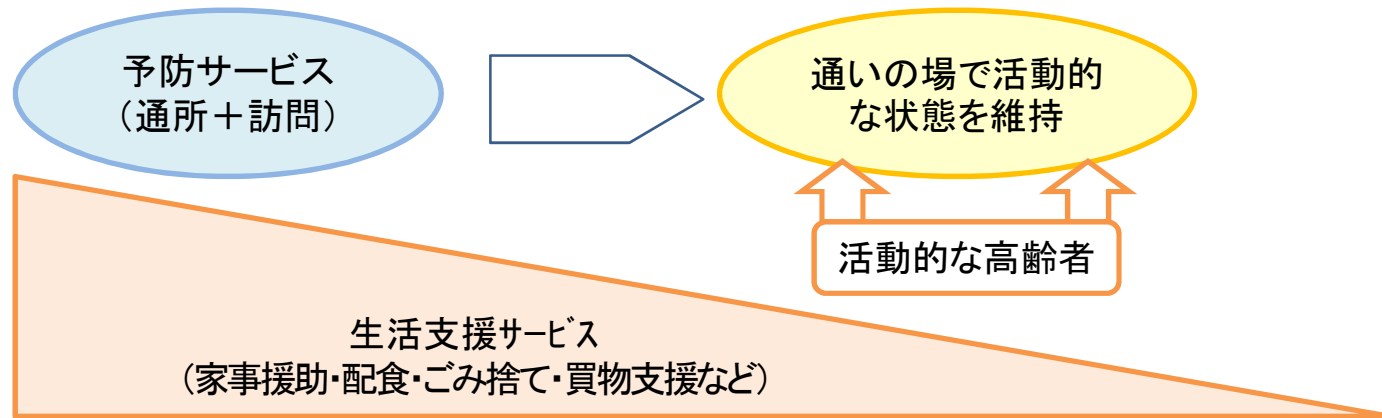 予防サービス
（通所＋訪問）
通いの場で活動的
な状態を維持
活動的な高齢者
生活支援ｻｰﾋﾞｽ
（家事援助・配食・ごみ捨て・買物支援など）